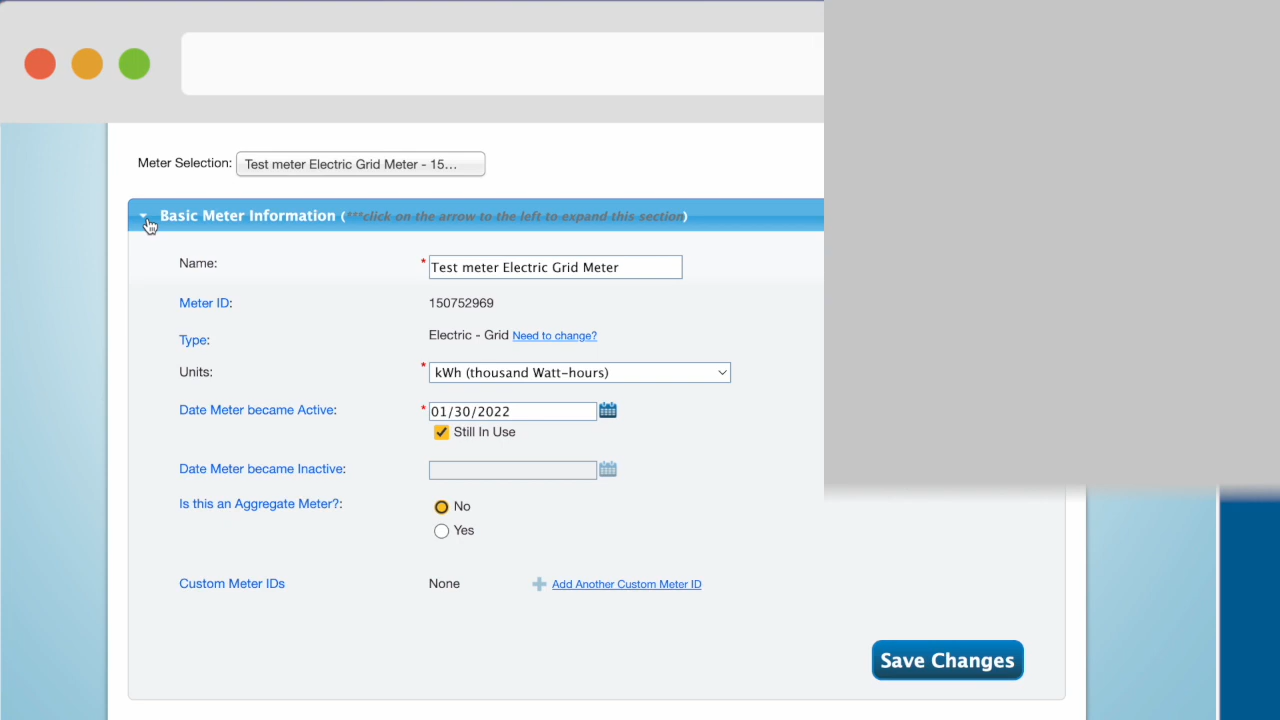 Meter Selection: Test meter Electric Grid Meter - 15...
Basic Meter Information (***click on the arrow to the left to expand this section)
Name: * Test meter Electric Grid Meter
Meter ID: 150752969
Type: Electric - Grid Need to change?
Units: * kWh (thousand Watt-hours)
Date Meter became Active: * 01/30/2022
Still In Use
Date Meter became Inactive:
Is this an Aggregate Meter?: No
Yes
Custom Meter IDs None Add Another Custom Meter ID
Save Changes